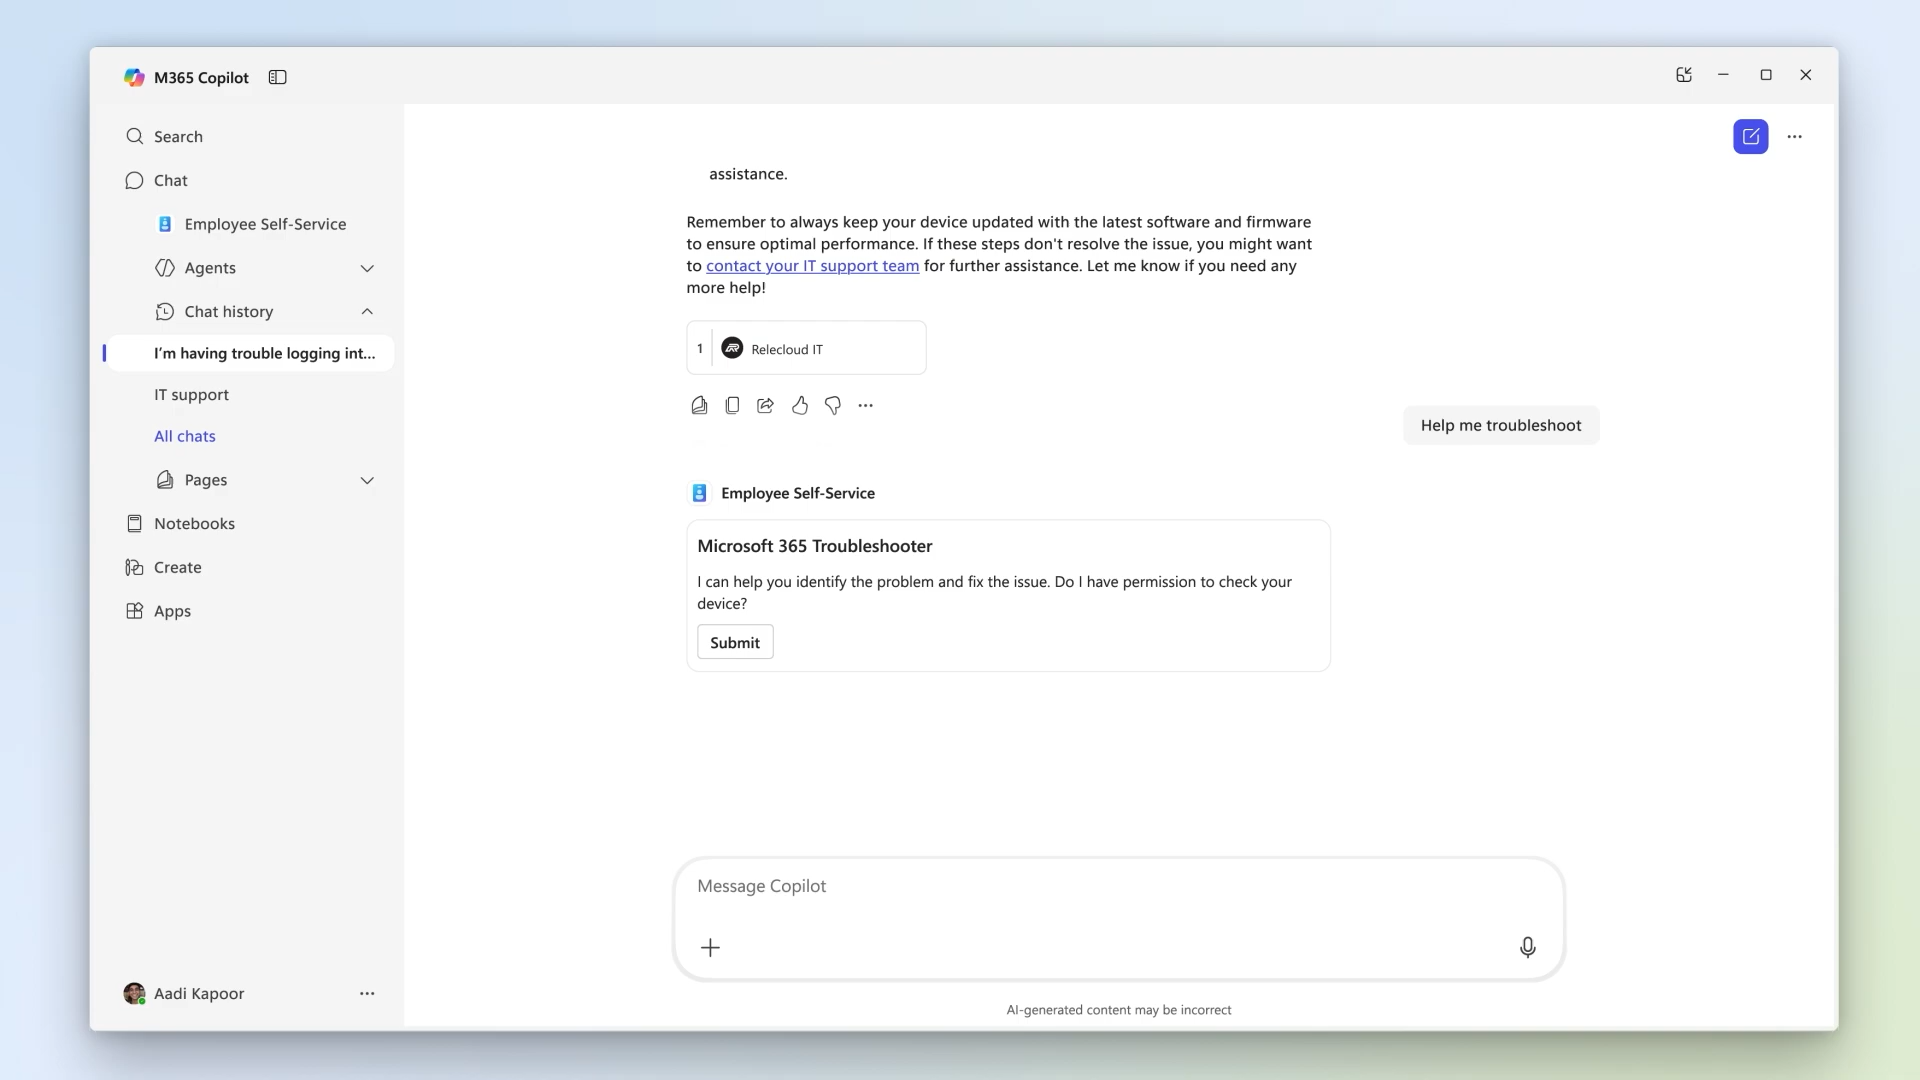 M365 Copilot
Search
Chat
Employee Self-Service
Agents
Chat history
I'm having trouble logging int...
IT support
All chats
Pages
Notebooks
Create
Apps
Aadi Kapoor
assistance.
Remember to always keep your device updated with the latest software and firmware
to ensure optimal performance. If these steps don't resolve the issue, you might want
to contact your IT support team for further assistance. Let me know if you need any
more help!
1 Relecloud IT
Help me troubleshoot
Employee Self-Service
Microsoft 365 Troubleshooter
I can help you identify the problem and fix the issue. Do I have permission to check your
device?
Submit
Message Copilot
AI-generated content may be incorrect